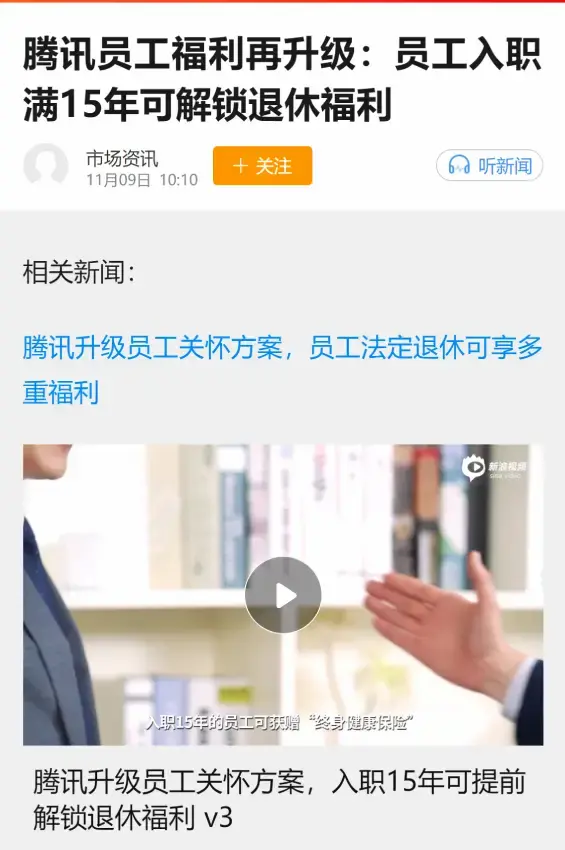 腾讯员工福利再升级：员工入职
满15年可解锁退休福利
市场资讯
11月09日 10:10
+ 关注
听新闻
相关新闻：
腾讯升级员工关怀方案，员工法定退休可享多
重福利
新浪视频
入职15年的员工可获赠“终身健康保险”
腾讯升级员工关怀方案，入职15年可提前
解锁退休福利 v3